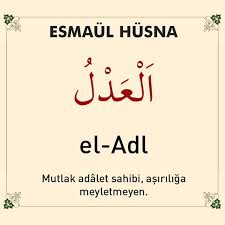 ESMAÜL HÜSNA
اَلْعَدْلُ
el-Adl
Mutlak adâlet sahibi, aşırılığa
meyletmeyen.